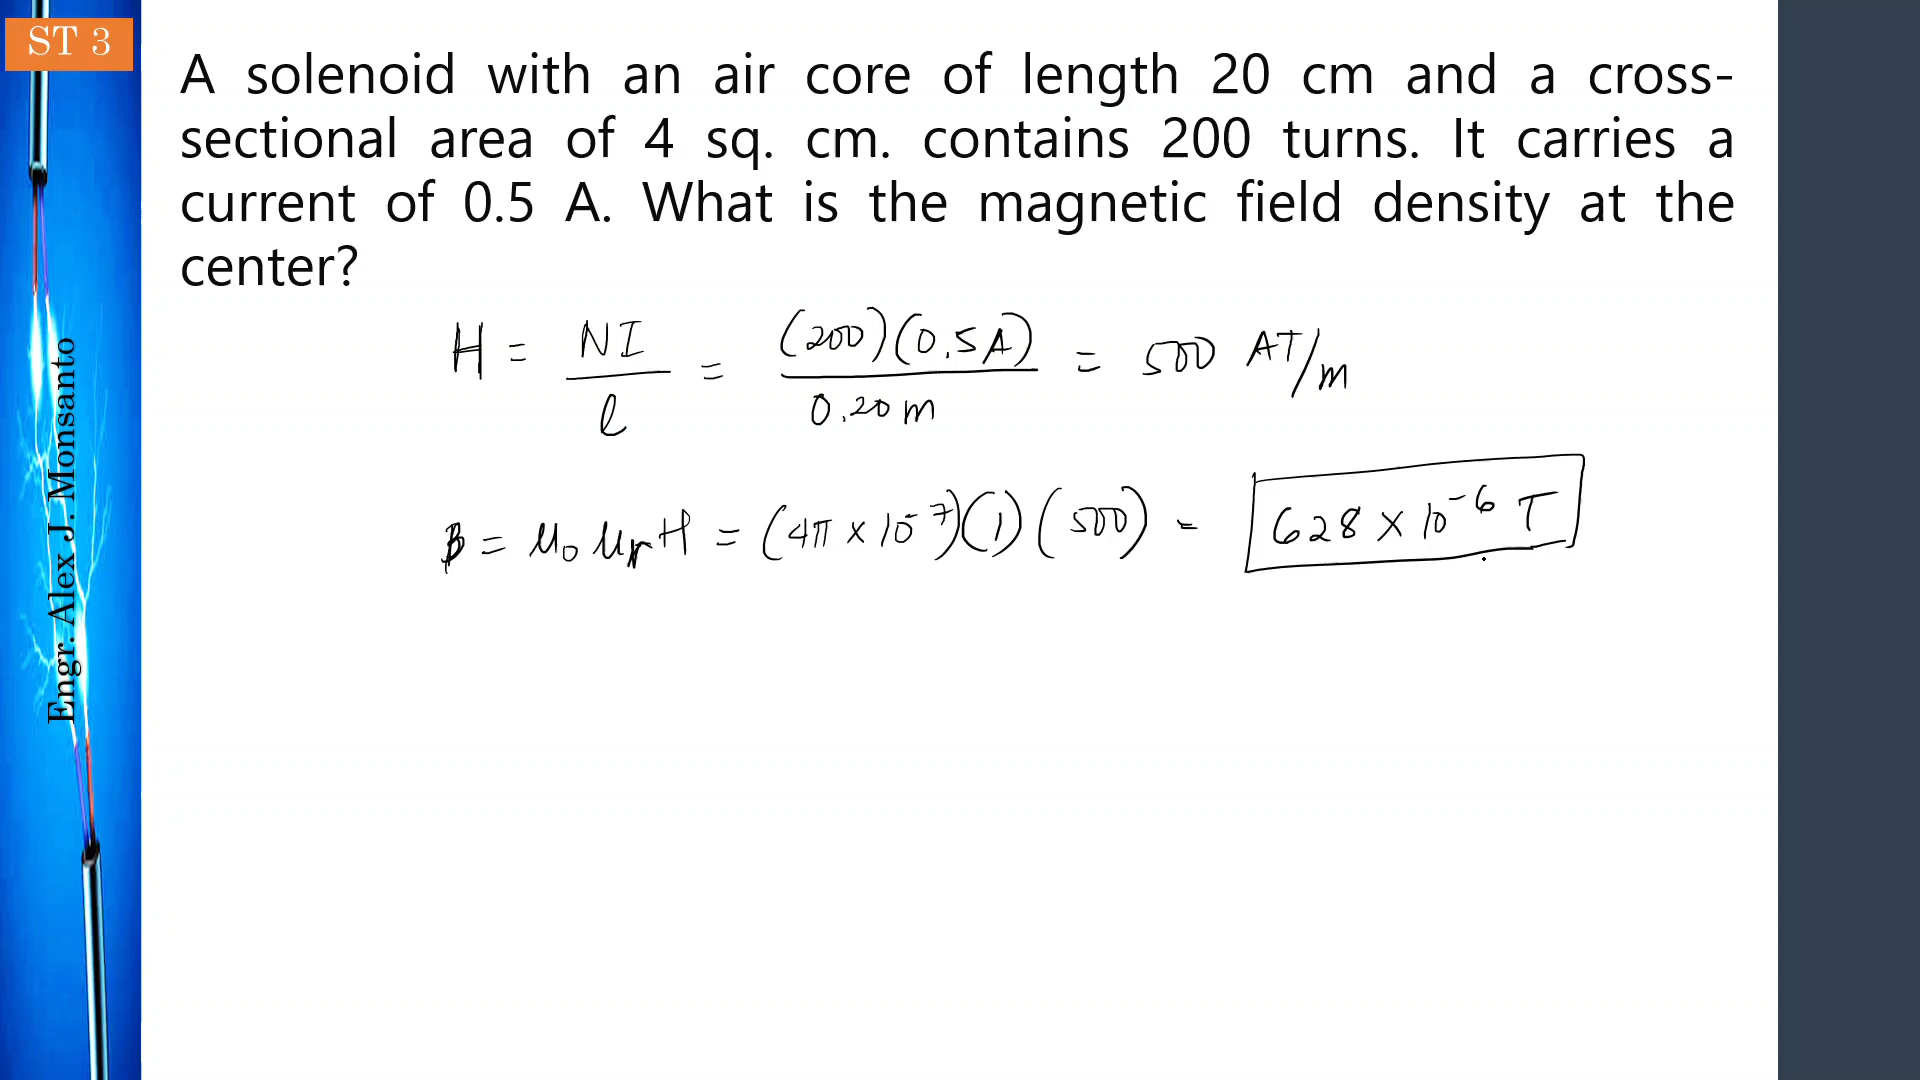 ST 3
A solenoid with an air core of length 20 cm and a cross-
sectional area of 4 sq. cm. contains 200 turns. It carries a
current of 0.5 A. What is the magnetic field density at the
center?
H = NI / l = (200)(0.5A) / 0.20 m = 500 AT/m
B = μ₀ μr H = (4π × 10⁻⁷)(1)(500) = 628 × 10⁻⁶ T
Engr. Alex J. Monsanto